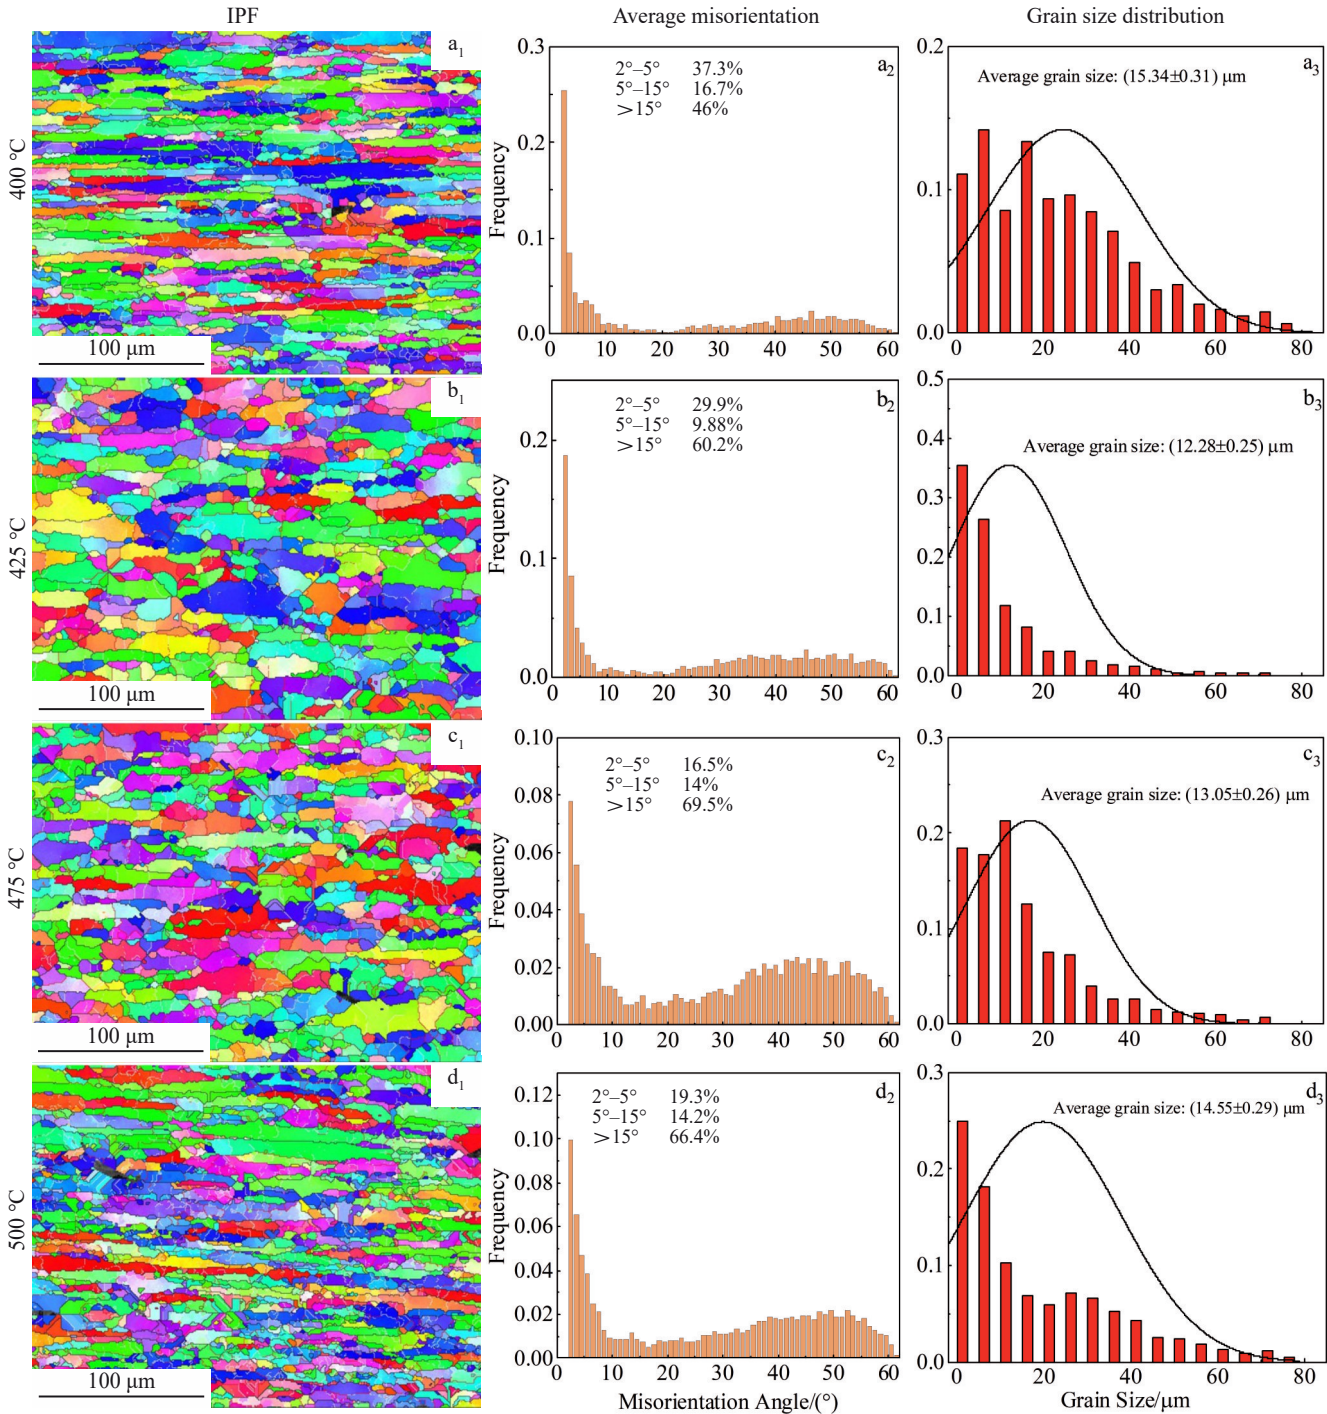 IPF Average misorientation Grain size distribution
400 °C
a1
100 μm
0.3
0.2
0.1
0.0
Frequency
2°–5° 37.3%
5°–15° 16.7%
>15° 46%
a2
0 10 20 30 40 50 60
0.2
0.1
0.0
Average grain size: (15.34±0.31) μm
a3
0 20 40 60 80
425 °C
b1
100 μm
0.2
0.1
0.0
Frequency
2°–5° 29.9%
5°–15° 9.88%
>15° 60.2%
b2
0 10 20 30 40 50 60
0.5
0.4
0.3
0.2
0.1
0.0
Average grain size: (12.28±0.25) μm
b3
0 20 40 60 80
475 °C
c1
100 μm
0.10
0.08
0.06
0.04
0.02
0.00
Frequency
2°–5° 16.5%
5°–15° 14%
>15° 69.5%
c2
0 10 20 30 40 50 60
0.3
0.2
0.1
0.0
Average grain size: (13.05±0.26) μm
c3
0 20 40 60 80
500 °C
d1
100 μm
0.12
0.10
0.08
0.06
0.04
0.02
0.00
Frequency
2°–5° 19.3%
5°–15° 14.2%
>15° 66.4%
d2
0 10 20 30 40 50 60
Misorientation Angle/(°)
0.3
0.2
0.1
0.0
Average grain size: (14.55±0.29) μm
d3
0 20 40 60 80
Grain Size/μm